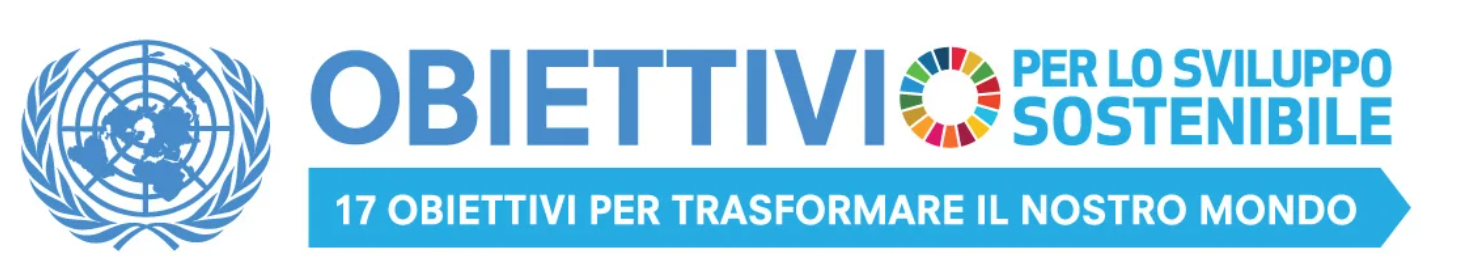 OBIETTIVI
PER LO SVILUPPO
SOSTENIBILE
17 OBIETTIVI PER TRASFORMARE IL NOSTRO MONDO